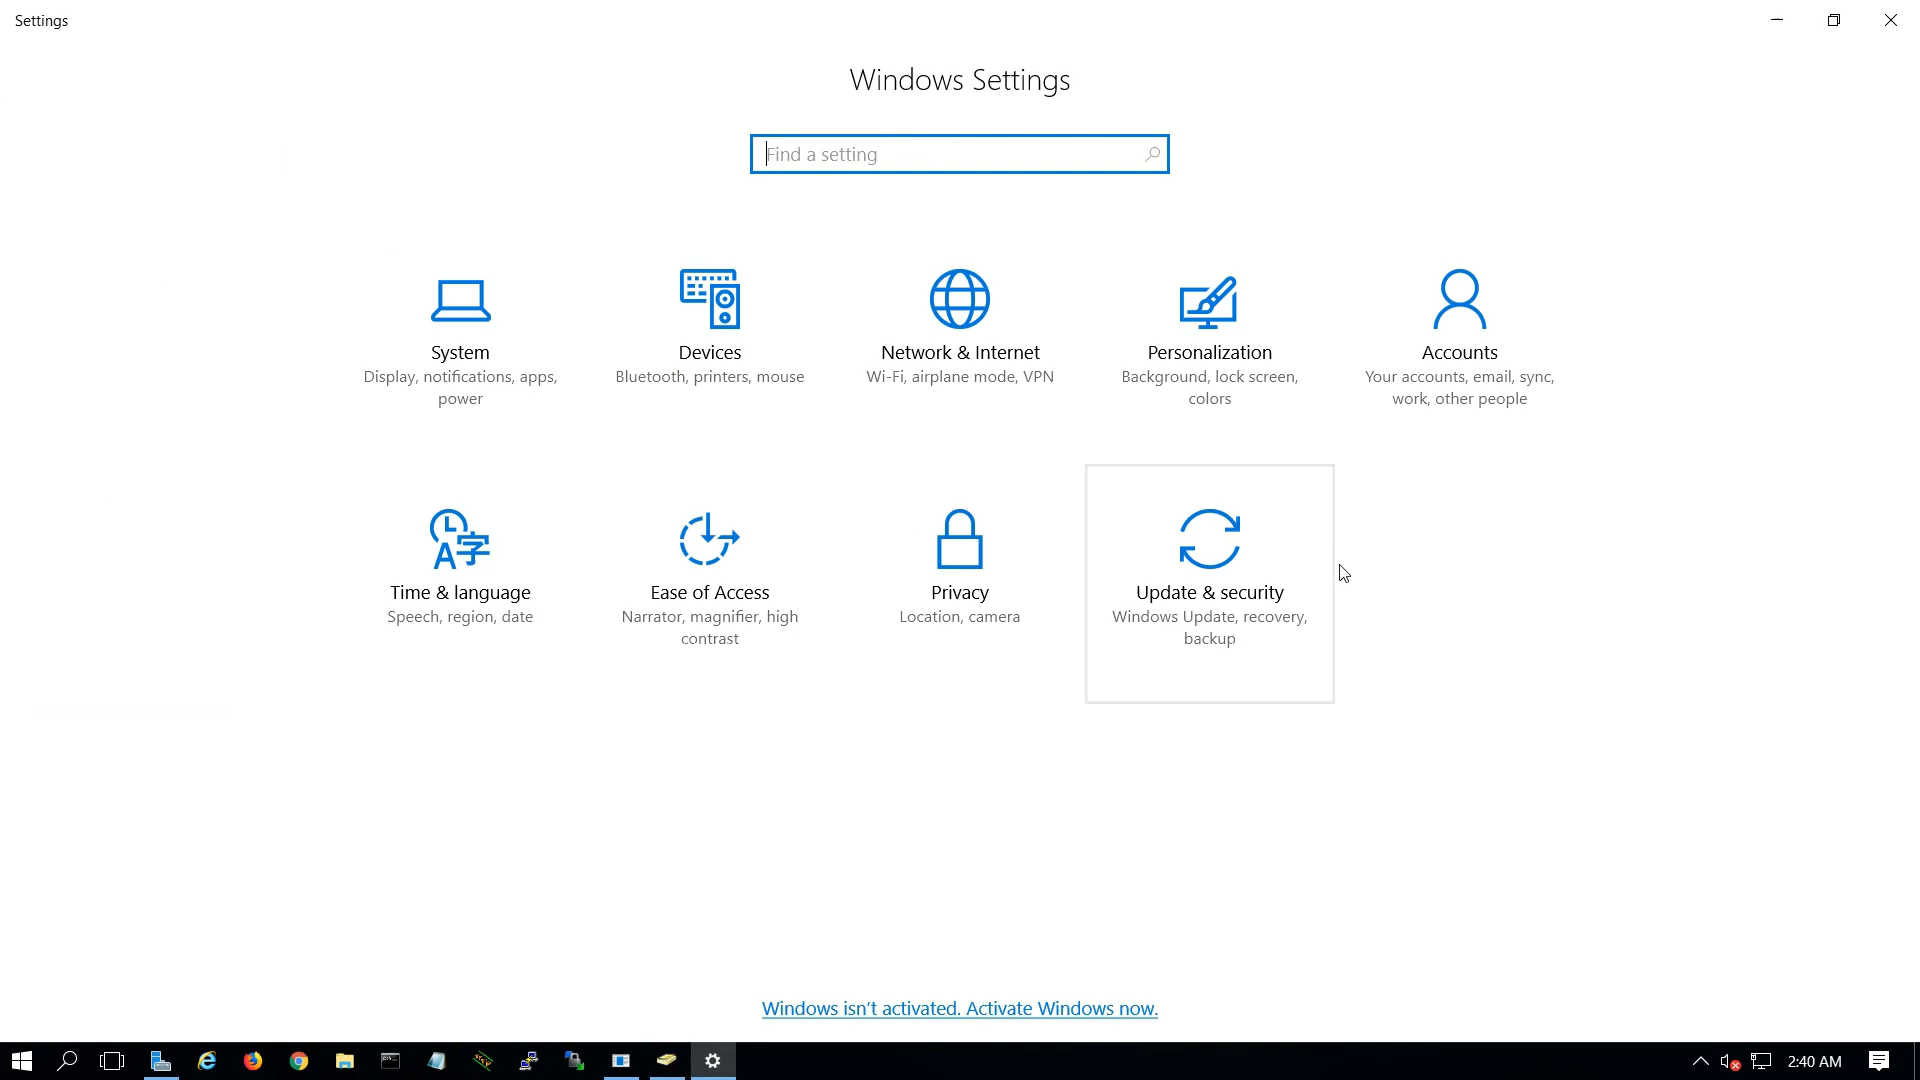 Settings
Windows Settings
Find a setting
System
Display, notifications, apps,
power
Devices
Bluetooth, printers, mouse
Network & Internet
Wi-Fi, airplane mode, VPN
Personalization
Background, lock screen,
colors
Accounts
Your accounts, email, sync,
work, other people
Time & language
Speech, region, date
Ease of Access
Narrator, magnifier, high
contrast
Privacy
Location, camera
Update & security
Windows Update, recovery,
backup
Windows isn't activated. Activate Windows now.
2:40 AM